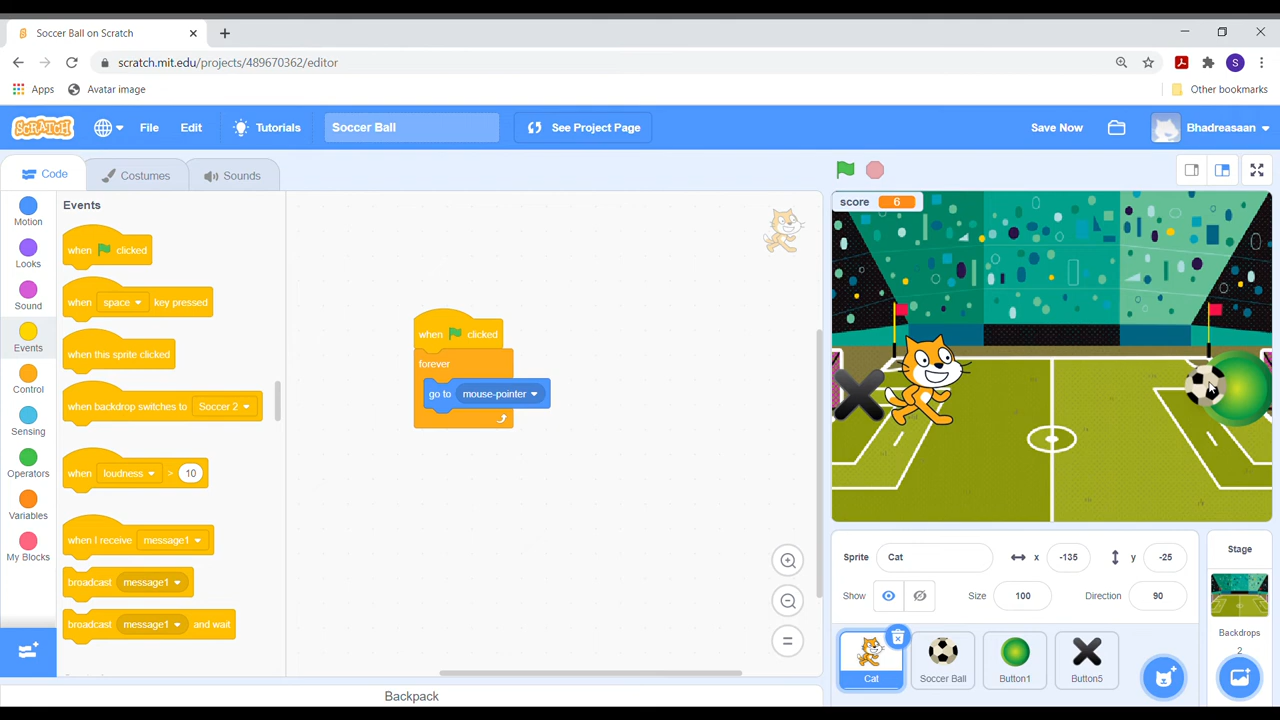 Soccer Ball on Scratch
scratch.mit.edu/projects/489670362/editor
S
Apps Avatar image Other bookmarks
SCRATCH File Edit Tutorials Soccer Ball See Project Page Save Now Bhadreasaan
Code Costumes Sounds
Motion
Looks
Sound
Events
Control
Sensing
Operators
Variables
My Blocks
Events
when clicked
when space key pressed
when this sprite clicked
when backdrop switches to Soccer 2
when loudness > 10
when I receive message1
broadcast message1
broadcast message1 and wait
when clicked
forever
go to mouse-pointer
Backpack
score 6
Sprite Cat x -135 y -25
Show Size 100 Direction 90
Cat Soccer Ball Button1 Button5
Stage
Backdrops
2